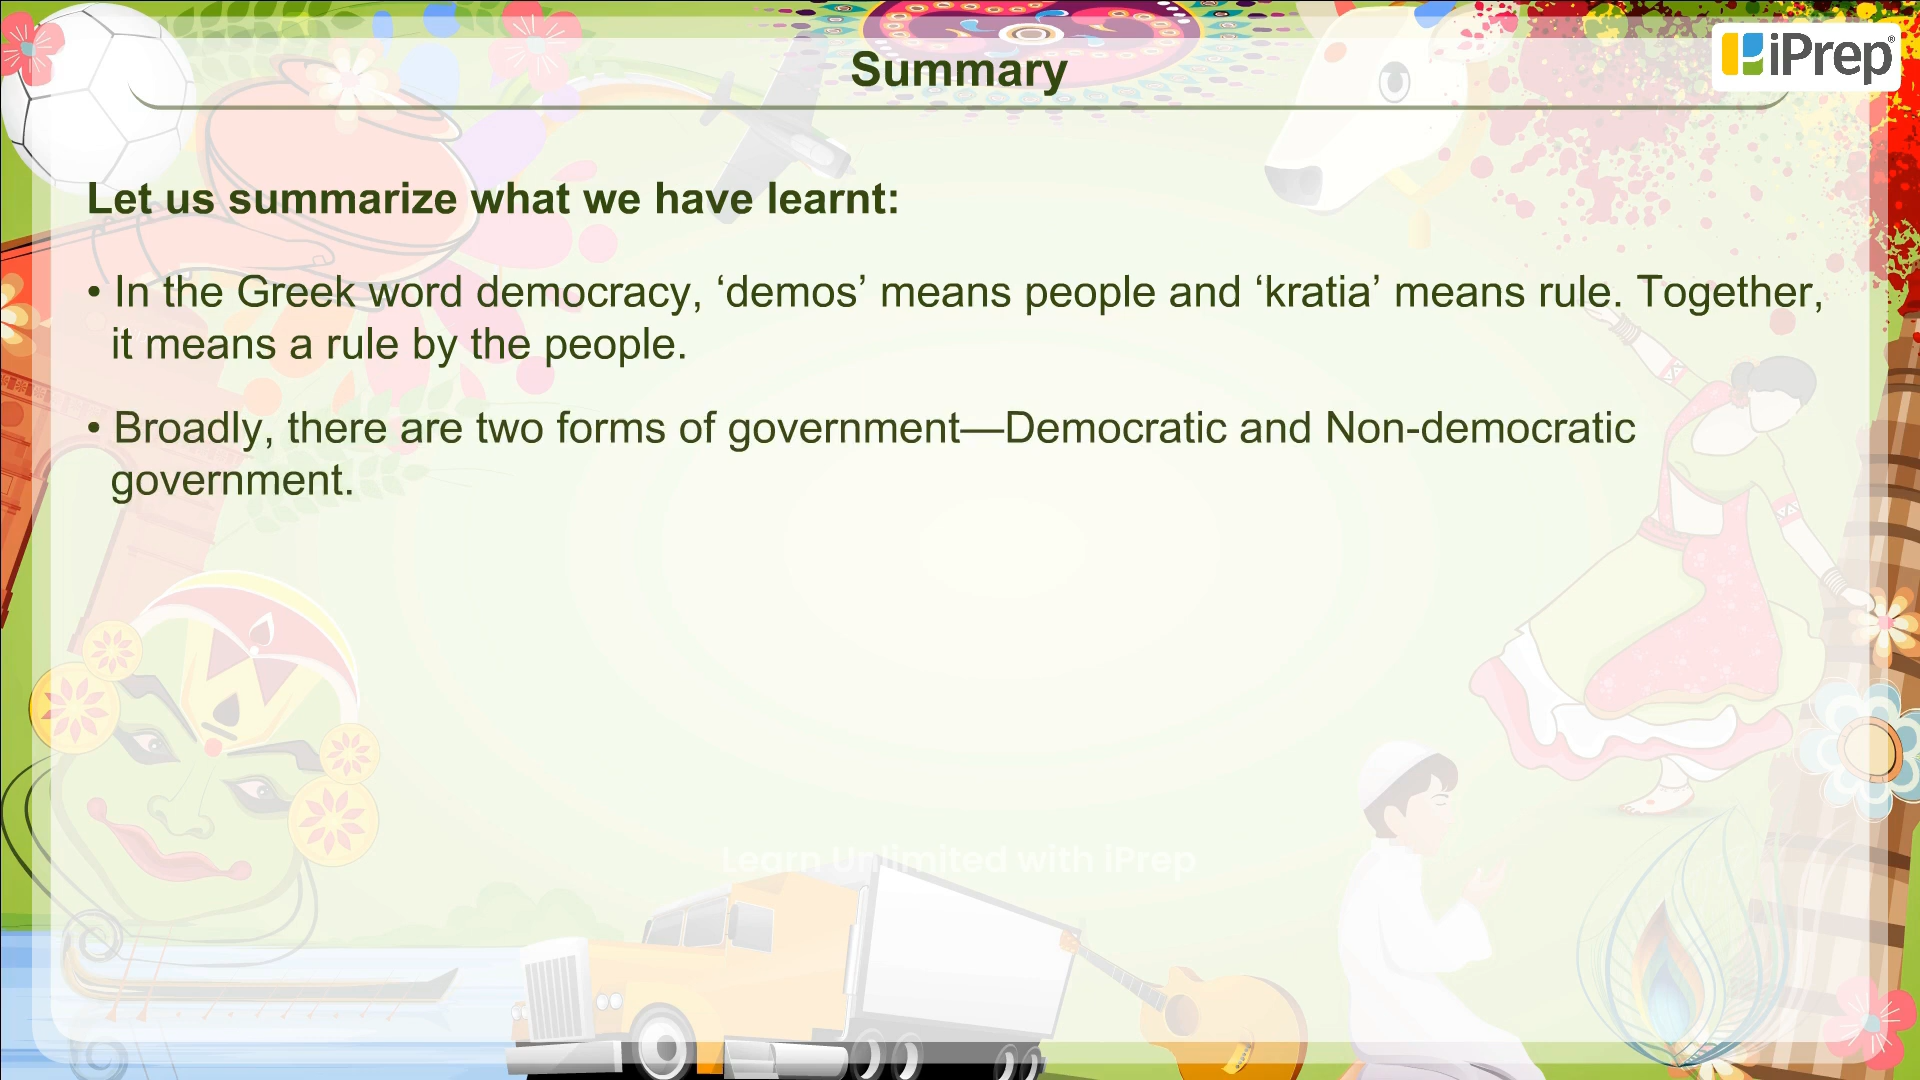 Summary
iPrep®
Let us summarize what we have learnt:
• In the Greek word democracy, ‘demos’ means people and ‘kratia’ means rule. Together,
it means a rule by the people.
• Broadly, there are two forms of government—Democratic and Non-democratic
government.
Learn Unlimited with iPrep